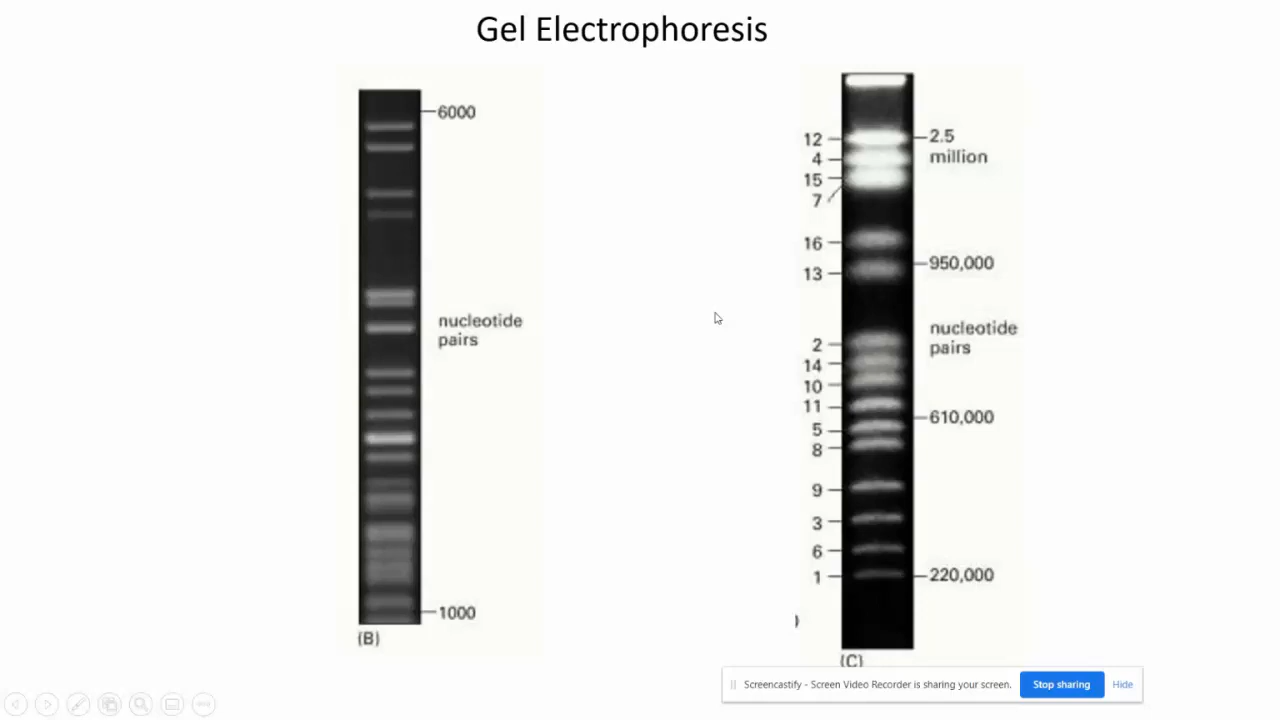 Gel Electrophoresis
6000
nucleotide
pairs
1000
(B)
12
4
15
7
16
13
2
14
10
11
5
8
9
3
6
1
2.5
million
950,000
nucleotide
pairs
610,000
220,000
)
(C)
Screencastify - Screen Video Recorder is sharing your screen.
Stop sharing
Hide